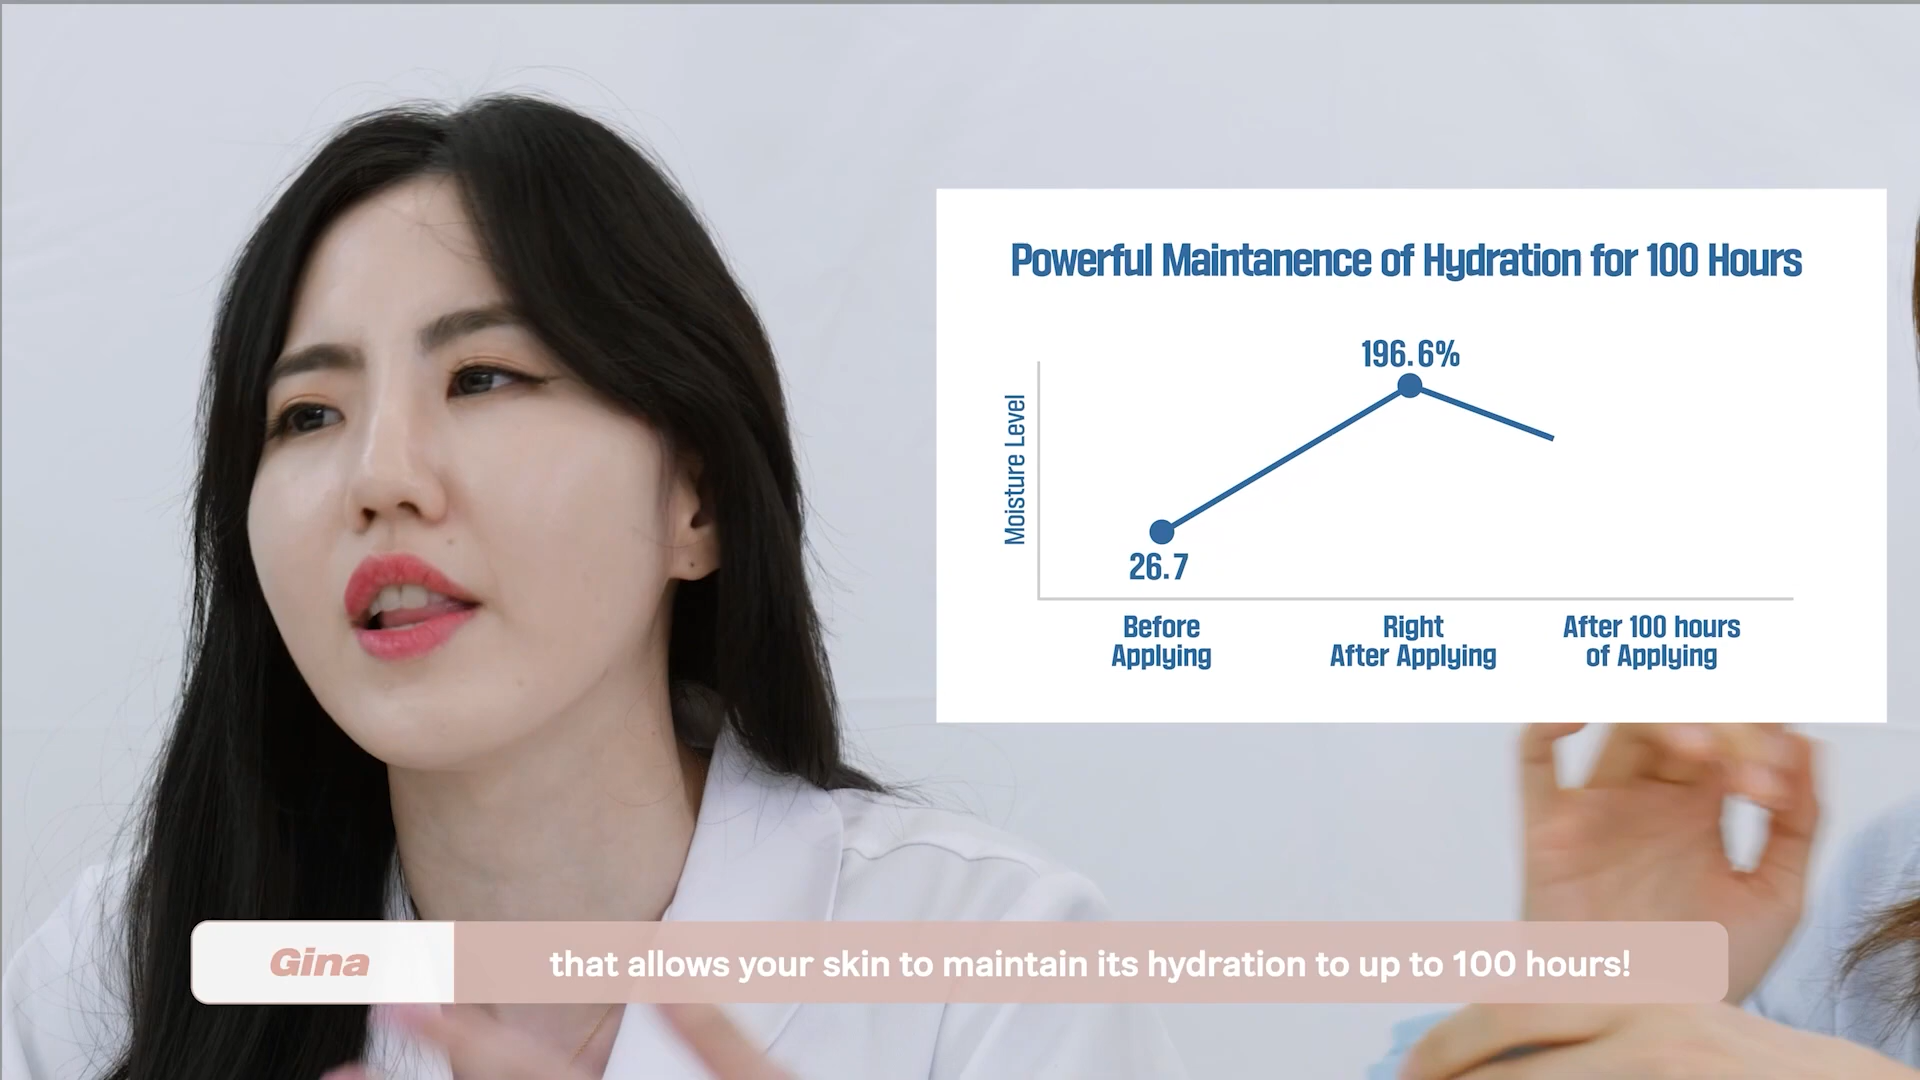 Powerful Maintanence of Hydration for 100 Hours
196.6%
Moisture Level
26.7
Before
Applying
Right
After Applying
After 100 hours
of Applying
Gina
that allows your skin to maintain its hydration to up to 100 hours!